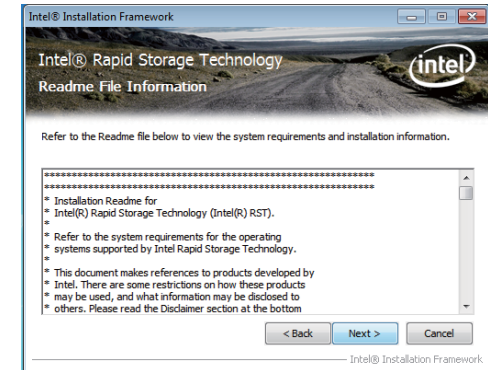 Intel® Installation Framework
Intel® Rapid Storage Technology
Readme File Information
intel
Refer to the Readme file below to view the system requirements and installation information.
************************************************************
************************************************************
* Installation Readme for
* Intel(R) Rapid Storage Technology (Intel(R) RST).
*
* Refer to the system requirements for the operating
* systems supported by Intel Rapid Storage Technology.
*
* This document makes references to products developed by
* Intel. There are some restrictions on how these products
* may be used, and what information may be disclosed to
* others. Please read the Disclaimer section at the bottom
< Back Next > Cancel
Intel® Installation Framework